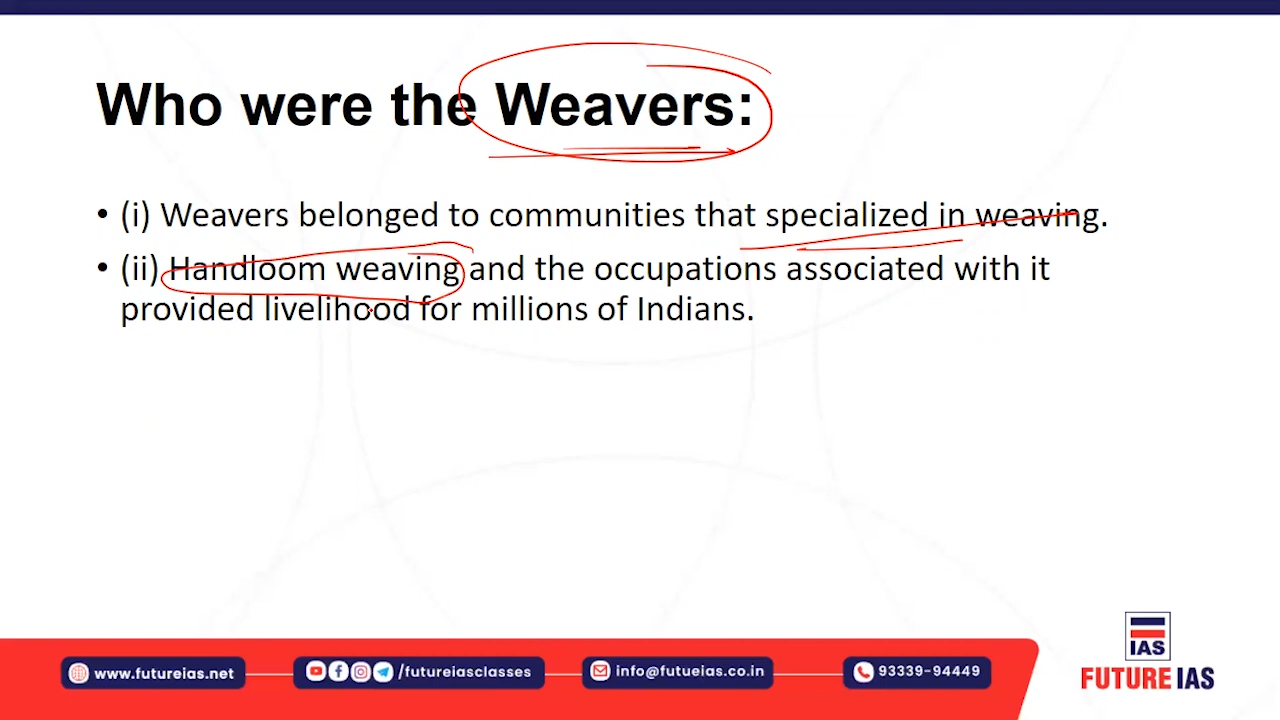 Who were the Weavers:
• (i) Weavers belonged to communities that specialized in weaving.
• (ii) Handloom weaving and the occupations associated with it
provided livelihood for millions of Indians.
IAS
www.futureias.net
/futureiasclasses
info@futueias.co.in
93339-94449
FUTURE IAS